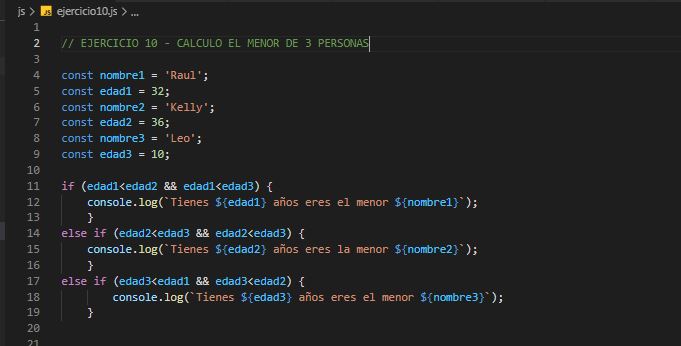 js > JS ejercicio10.js > ...
1
2 // EJERCICIO 10 - CALCULO EL MENOR DE 3 PERSONAS
3
4 const nombre1 = 'Raul';
5 const edad1 = 32;
6 const nombre2 = 'Kelly';
7 const edad2 = 36;
8 const nombre3 = 'Leo';
9 const edad3 = 10;
10
11 if (edad1<edad2 && edad1<edad3) {
12 console.log(`Tienes ${edad1} años eres el menor ${nombre1}`);
13 }
14 else if (edad2<edad3 && edad2<edad3) {
15 console.log(`Tienes ${edad2} años eres la menor ${nombre2}`);
16 }
17 else if (edad3<edad1 && edad3<edad2) {
18 console.log(`Tienes ${edad3} años eres el menor ${nombre3}`);
19 }
20
21